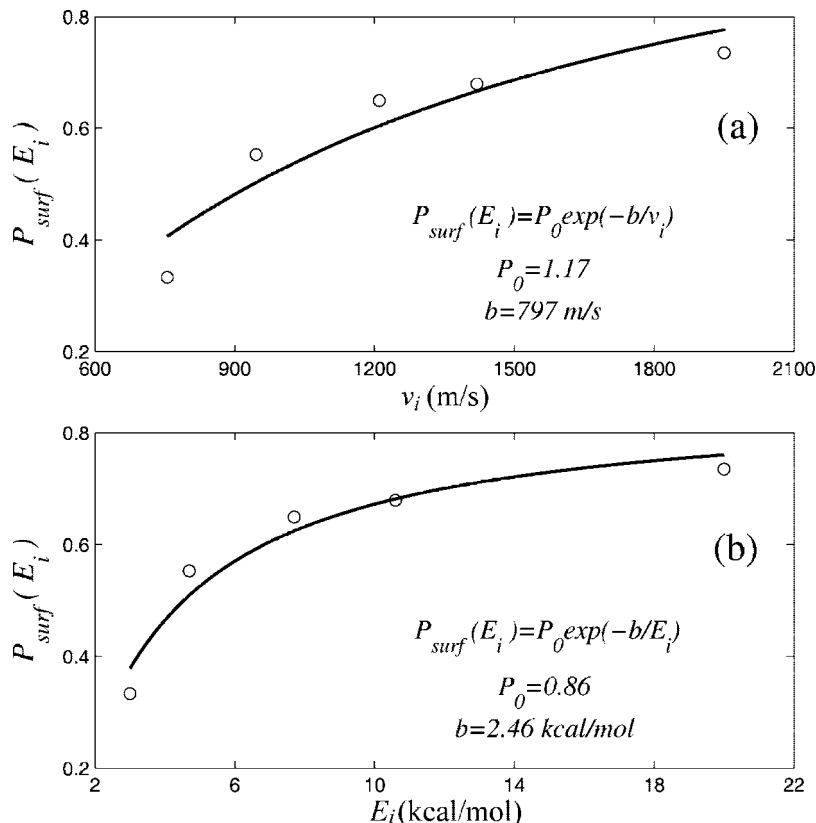 0.8
0.6
0.4
0.2
P_surf(E_i)
(a)
P_surf(E_i)=P_0exp(-b/v_i)
P_0=1.17
b=797 m/s
600 900 1200 1500 1800 2100
v_i (m/s)
0.8
0.6
0.4
0.2
P_surf(E_i)
(b)
P_surf(E_i)=P_0exp(-b/E_i)
P_0=0.86
b=2.46 kcal/mol
2 6 10 14 18 22
E_i(kcal/mol)